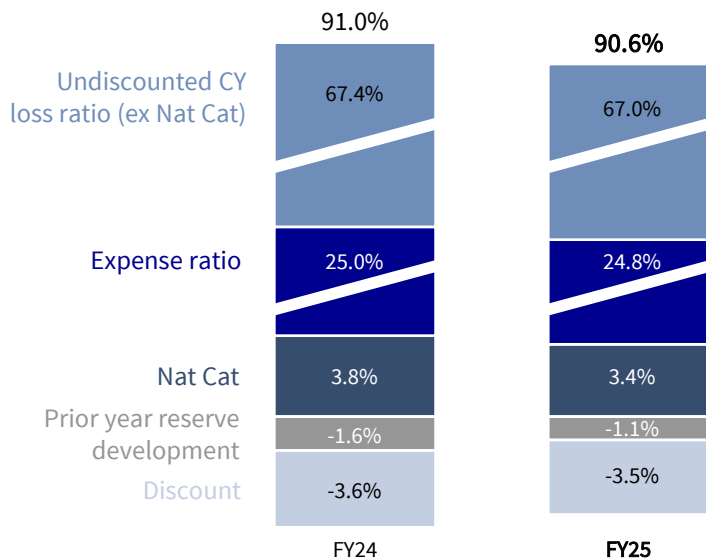 91.0%
90.6%
Undiscounted CY
loss ratio (ex Nat Cat)
67.4%
67.0%
Expense ratio
25.0%
24.8%
Nat Cat
3.8%
3.4%
Prior year reserve
development
-1.6%
-1.1%
Discount
-3.6%
-3.5%
FY24
FY25